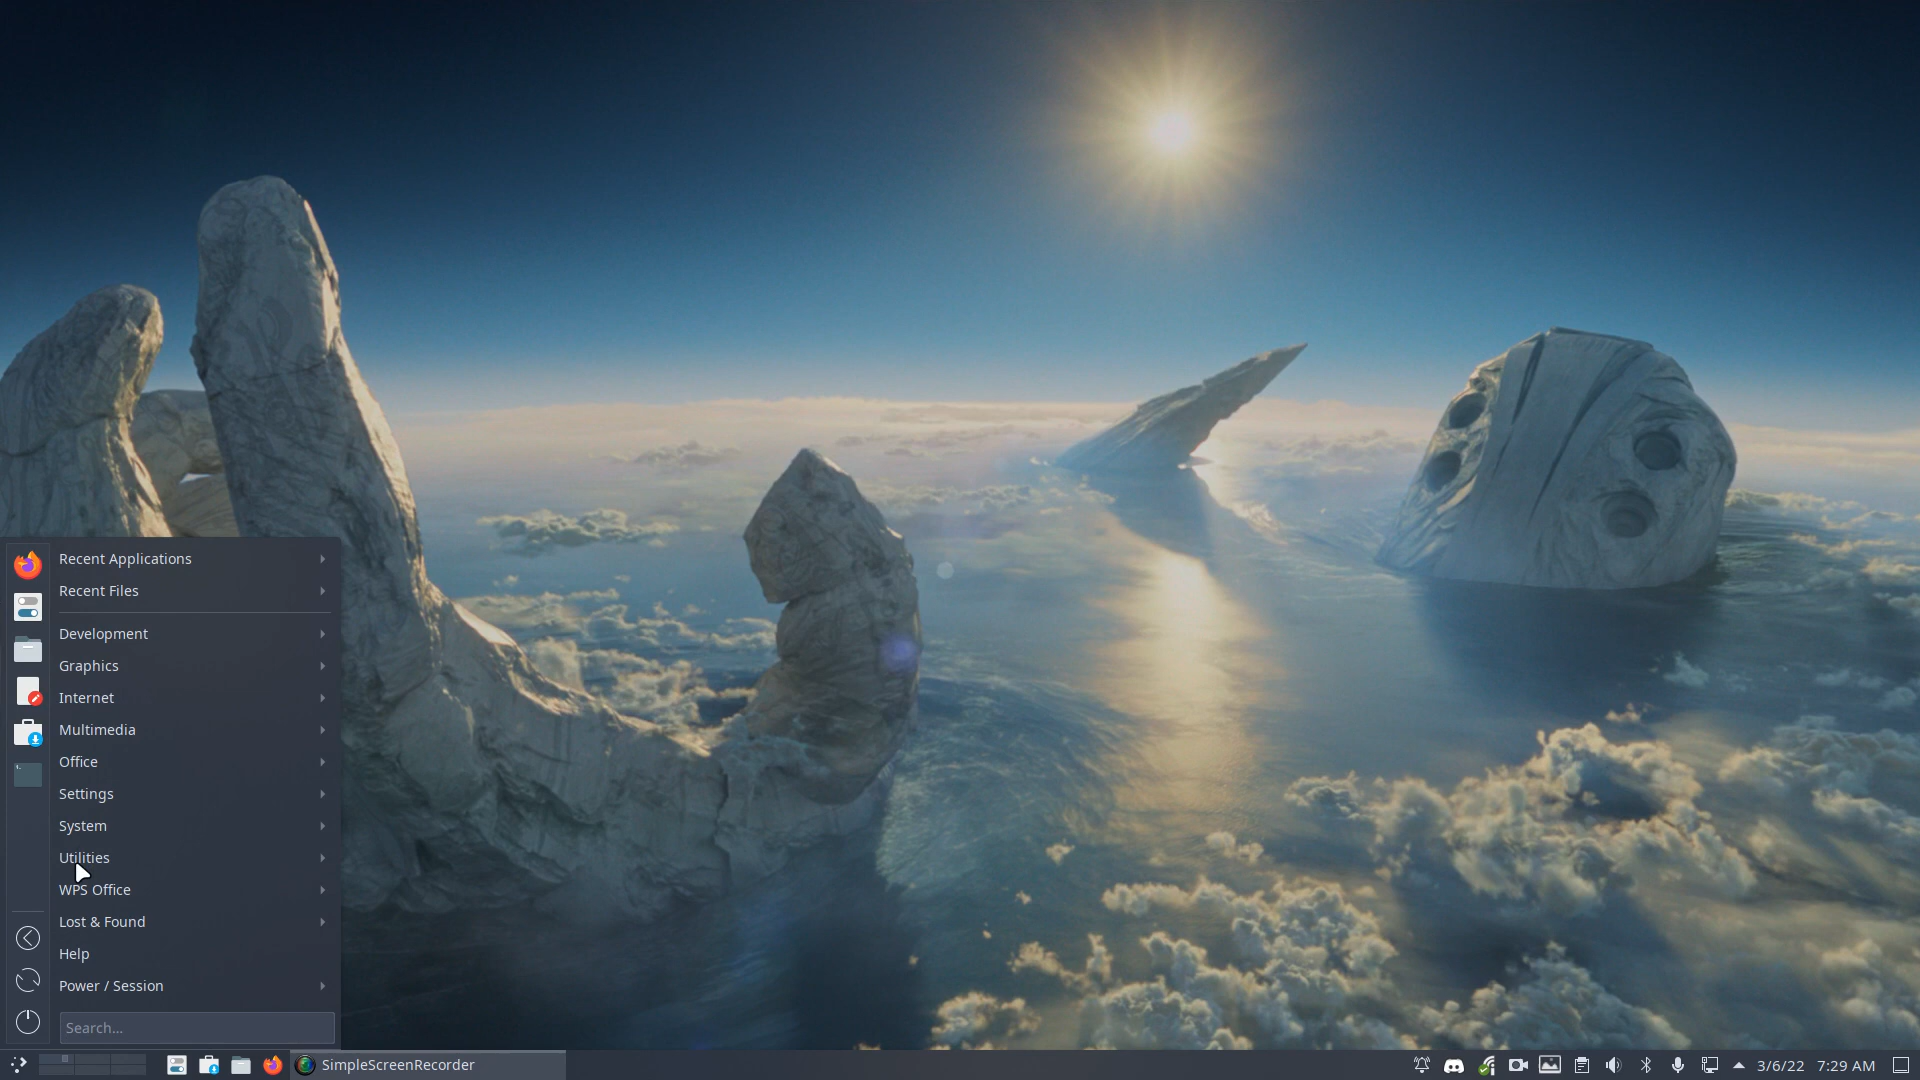 Recent Applications
Recent Files
Development
Graphics
Internet
Multimedia
Office
Settings
System
Utilities
WPS Office
Lost & Found
Help
Power / Session
Search...
SimpleScreenRecorder
3/6/22 7:29 AM